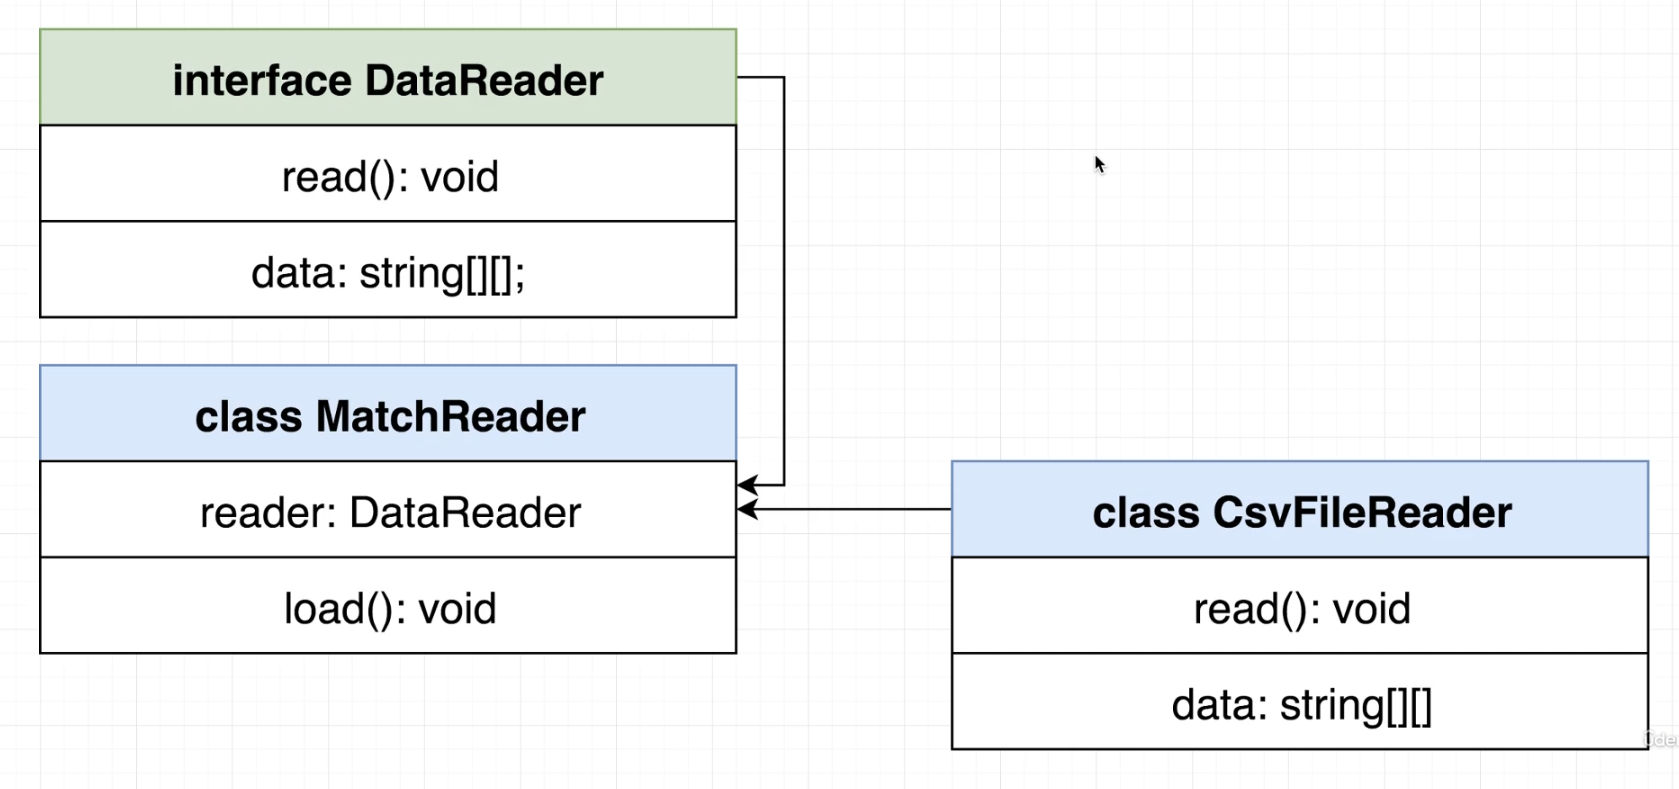 interface DataReader
read(): void
data: string[][];
class MatchReader
reader: DataReader
load(): void
class CsvFileReader
read(): void
data: string[][]